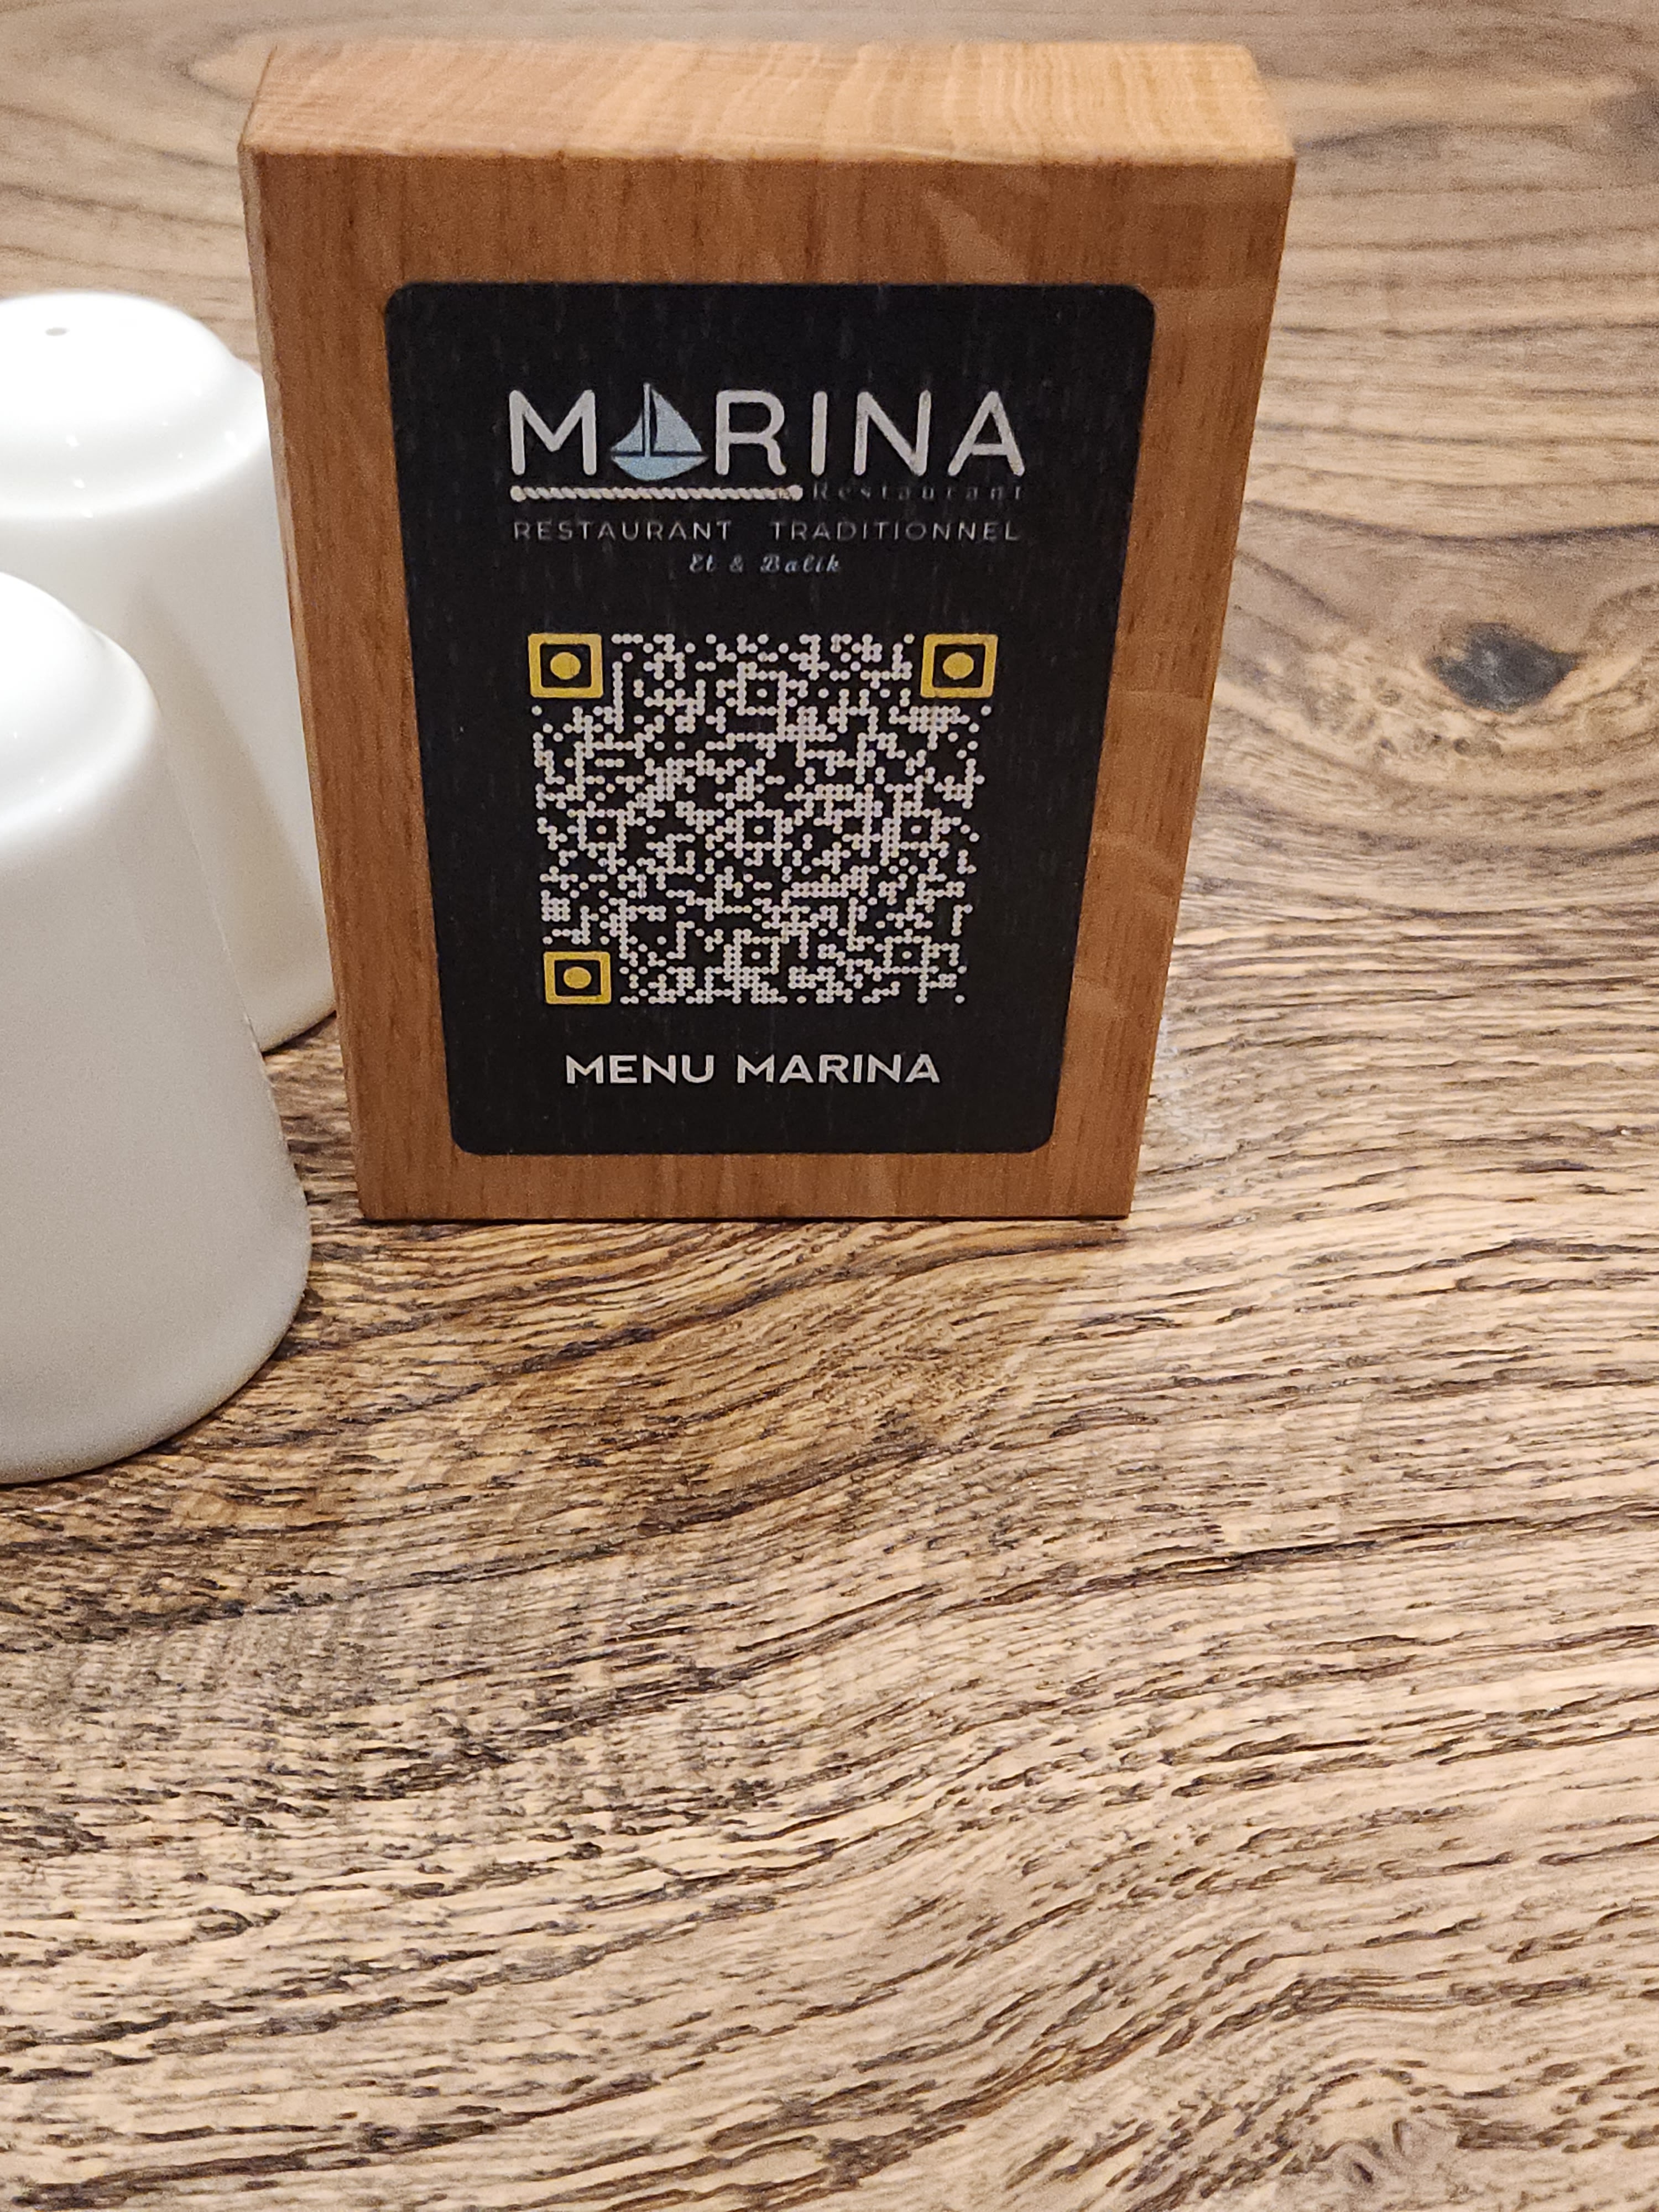 MARINA
Restaurant
RESTAURANT TRADITIONNEL
Et & Balik
MENU MARINA